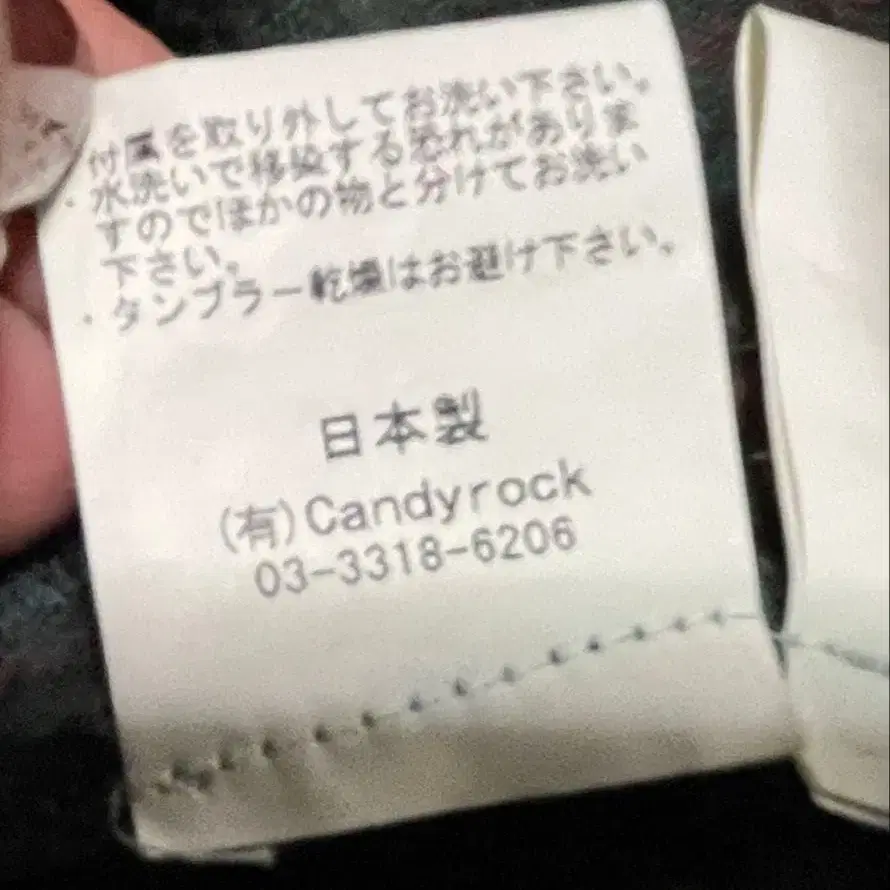 付属を取り外してお洗い下さい。
・水洗いで移染する恐れがありま
すのでほかの物と分けてお洗い
下さい。
・タンブラー乾燥はお避け下さい。
日本製
(有)Candyrock
03-3318-6206